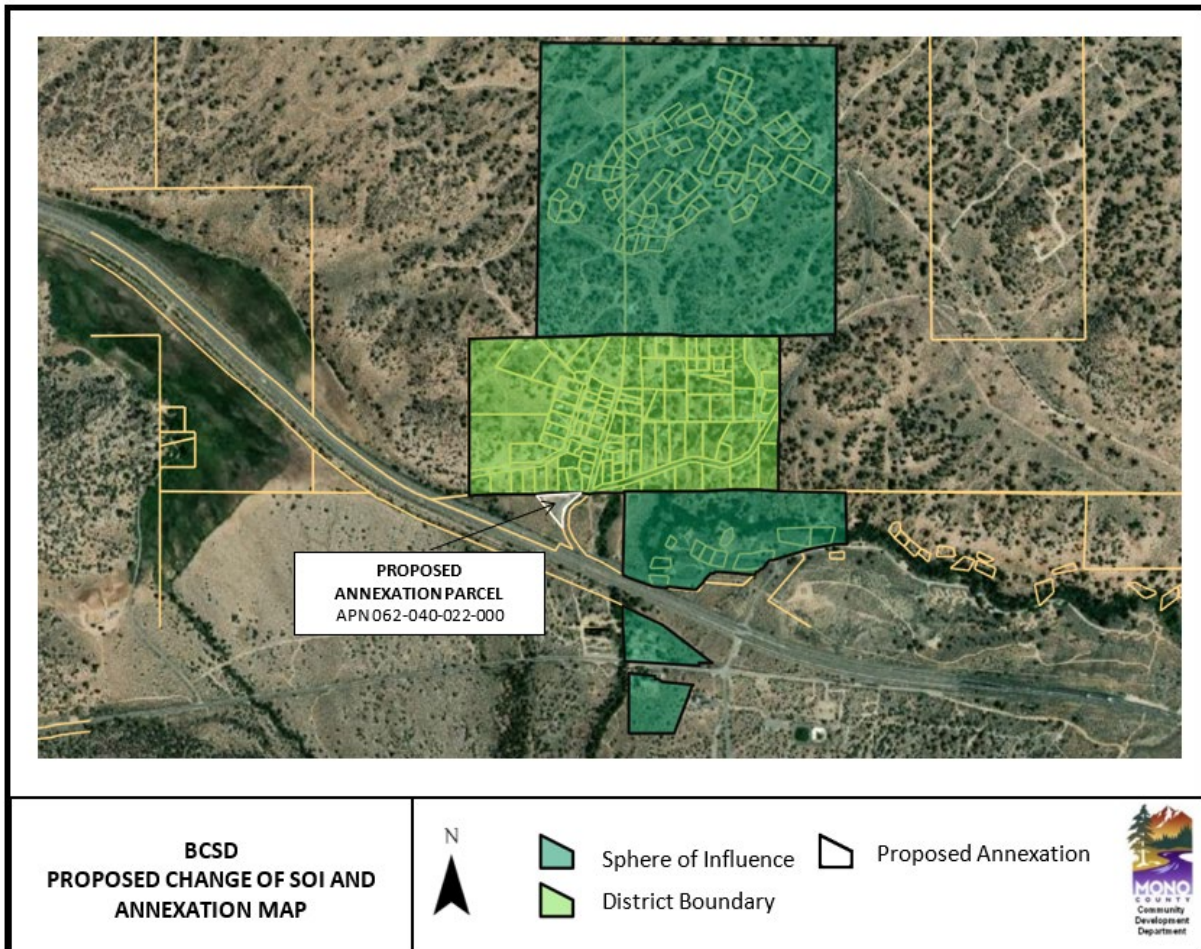 PROPOSED
ANNEXATION PARCEL
APN 062-040-022-000
BCSD
PROPOSED CHANGE OF SOI AND
ANNEXATION MAP
N
Sphere of Influence
District Boundary
Proposed Annexation
MONO
COUNTY
Community
Development
Department